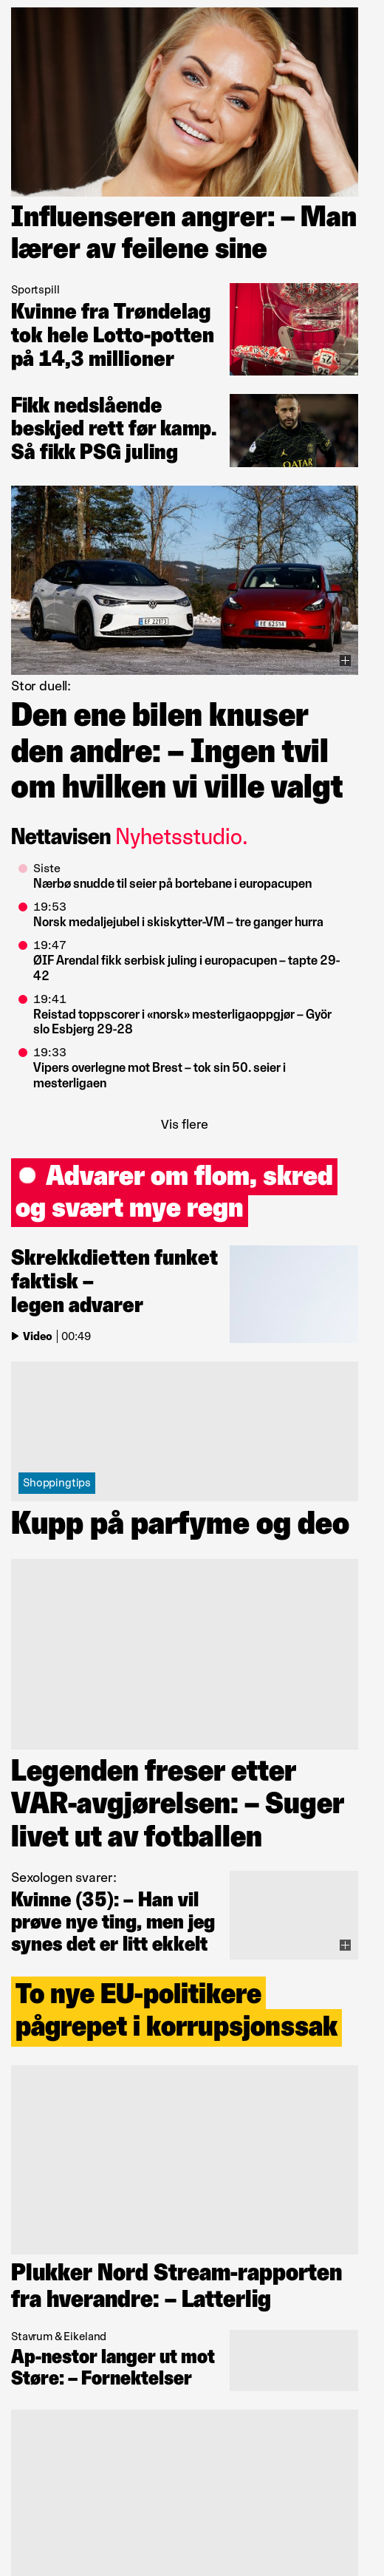 Influenseren angrer: – Man
lærer av feilene sine
Sportspill
Kvinne fra Trøndelag
tok hele Lotto-potten
på 14,3 millioner
Fikk nedslående
beskjed rett før kamp.
Så fikk PSG juling
QATAR
Stor duell:
Den ene bilen knuser
den andre: – Ingen tvil
om hvilken vi ville valgt
Nettavisen Nyhetsstudio.
Siste
Nærbø snudde til seier på bortebane i europacupen
19:53
Norsk medaljejubel i skiskytter-VM – tre ganger hurra
19:47
ØIF Arendal fikk serbisk juling i europacupen – tapte 29-
42
19:41
Reistad toppscorer i «norsk» mesterligaoppgjør – Györ
slo Esbjerg 29-28
19:33
Vipers overlegne mot Brest – tok sin 50. seier i
mesterligaen
Vis flere
Advarer om flom, skred
og svært mye regn
Skrekkdietten funket
faktisk –
legen advarer
Video | 00:49
Shoppingtips
Kupp på parfyme og deo
Legenden freser etter
VAR-avgjørelsen: – Suger
livet ut av fotballen
Sexologen svarer:
Kvinne (35): – Han vil
prøve nye ting, men jeg
synes det er litt ekkelt
To nye EU-politikere
pågrepet i korrupsjonssak
Plukker Nord Stream-rapporten
fra hverandre: – Latterlig
Stavrum & Eikeland
Ap-nestor langer ut mot
Støre: – Fornektelser